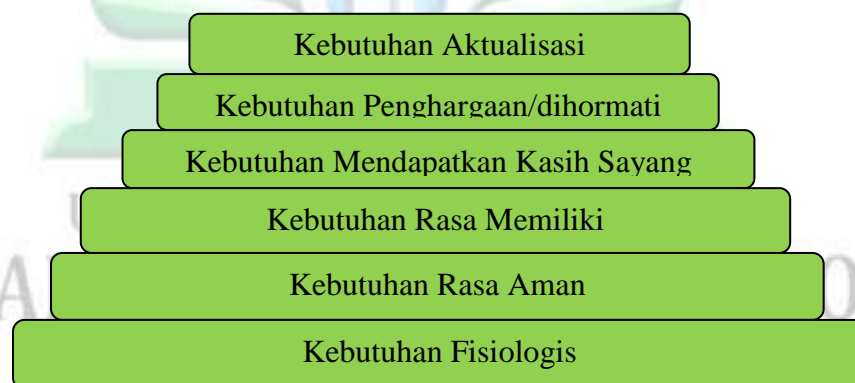 Kebutuhan Aktualisasi
Kebutuhan Penghargaan/dihormati
Kebutuhan Mendapatkan Kasih Sayang
Kebutuhan Rasa Memiliki
Kebutuhan Rasa Aman
Kebutuhan Fisiologis